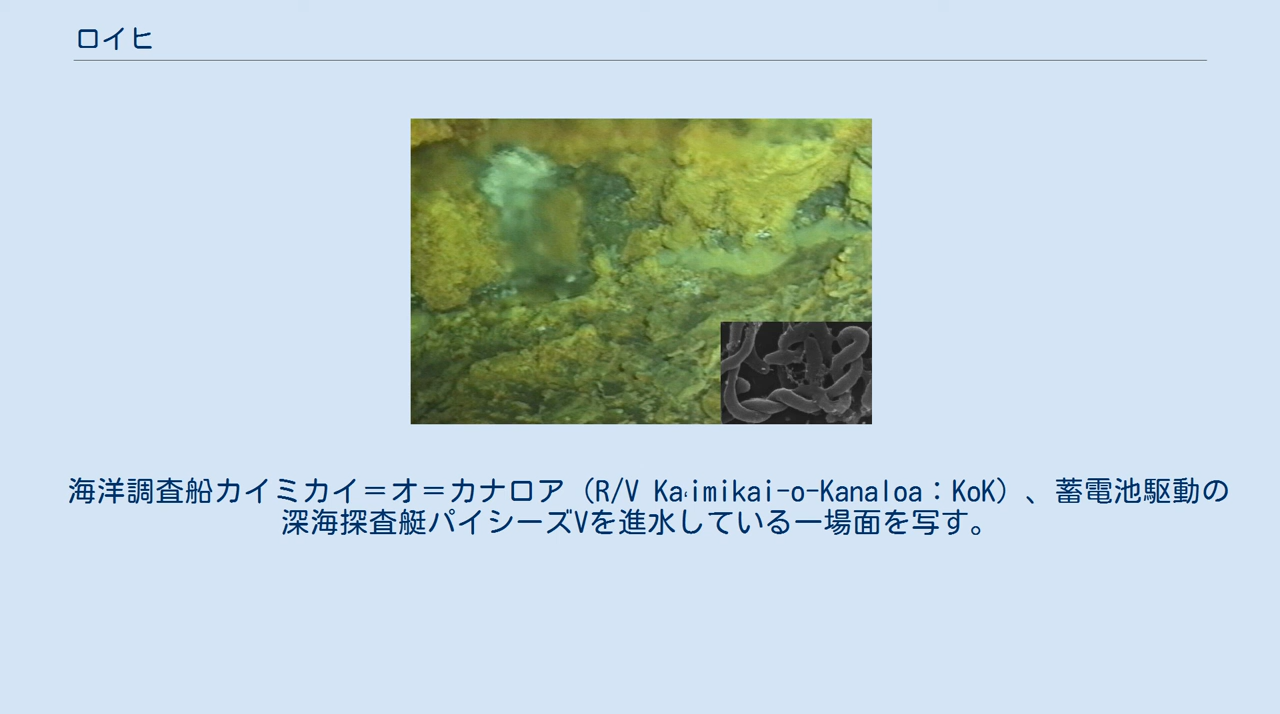 ロイヒ
海洋調査船カイミカイ＝オ＝カナロア（R/V Kaʻimikai-o-Kanaloa：KoK）、蓄電池駆動の
深海探査艇パイシーズVを進水している一場面を写す。